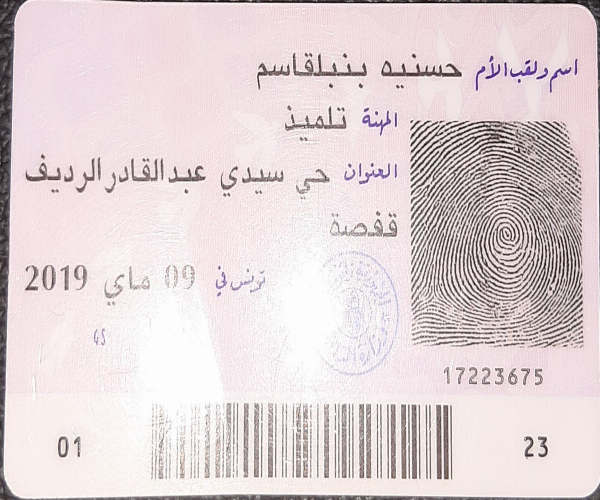 اسم ولقب الأم حسنيه بنبلقاسم
المهنة تلميذ
العنوان حي سيدي عبدالقادر الرديف
قفصة
تونس في 09 ماي 2019
17223675
01
23